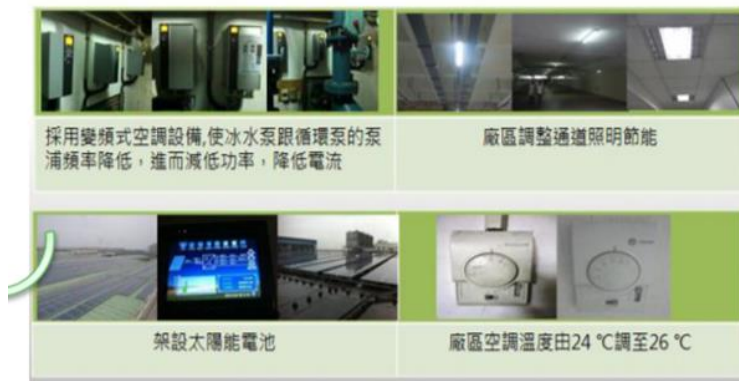 採用變頻式空調設備,使冰水泵跟循環泵的泵
浦頻率降低，進而減低功率，降低電流
廠區調整通道照明節能
架設太陽能電池
廠區空調溫度由24 ℃調至26 ℃